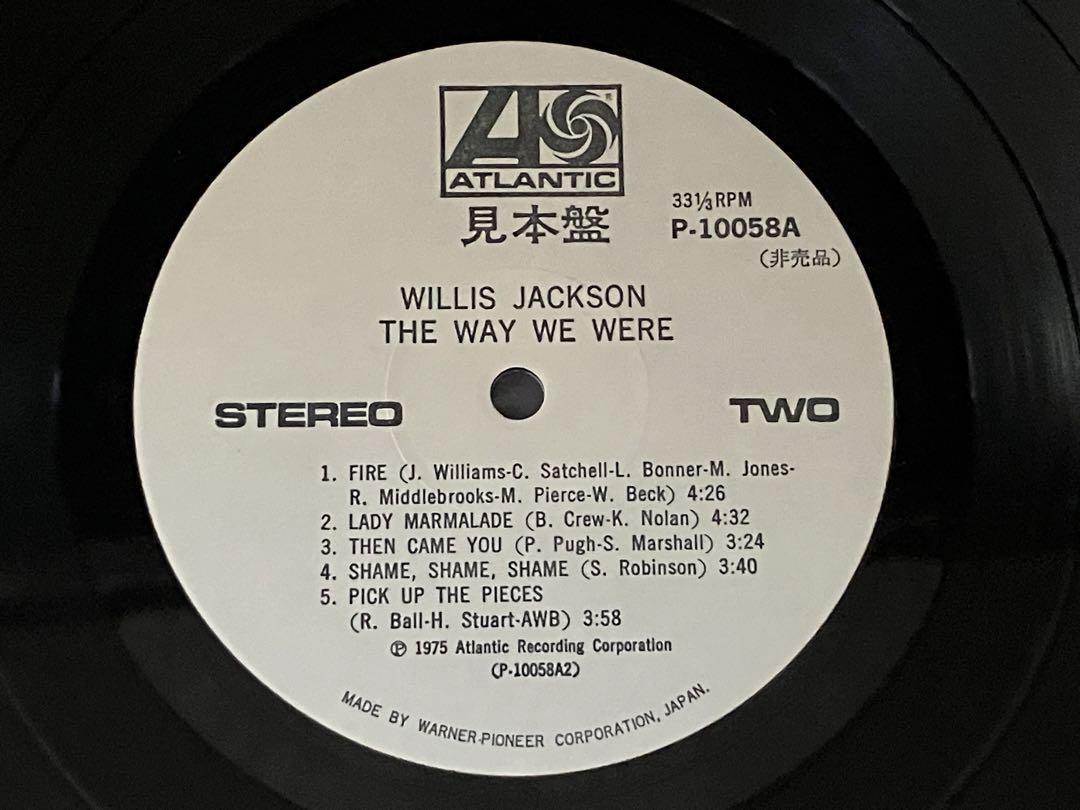 ATLANTIC
見本盤
33⅓RPM
P-10058A
(非売品)
WILLIS JACKSON
THE WAY WE WERE
STEREO
TWO
1. FIRE (J. Williams-C. Satchell-L. Bonner-M. Jones-
R. Middlebrooks-M. Pierce-W. Beck) 4:26
2. LADY MARMALADE (B. Crew-K. Nolan) 4:32
3. THEN CAME YOU (P. Pugh-S. Marshall) 3:24
4. SHAME, SHAME, SHAME (S. Robinson) 3:40
5. PICK UP THE PIECES
(R. Ball-H. Stuart-AWB) 3:58
℗ 1975 Atlantic Recording Corporation
(P-10058A2)
MADE BY WARNER-PIONEER CORPORATION, JAPAN.